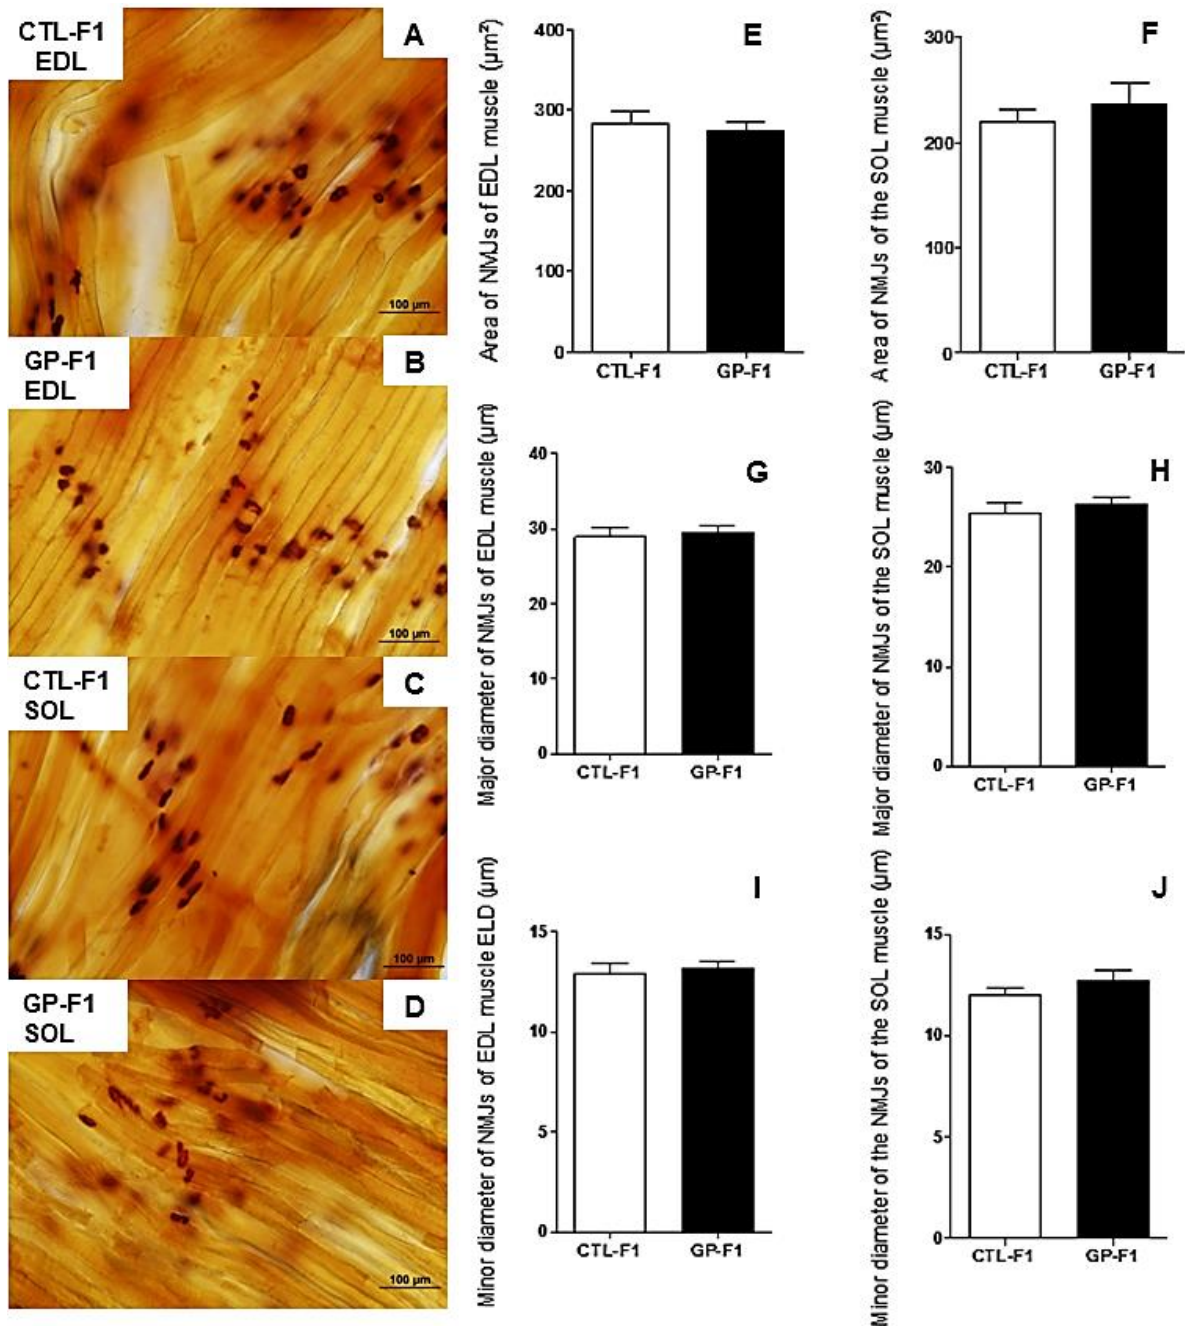 CTL-F1
EDL
A
100 µm
GP-F1
EDL
B
100 µm
CTL-F1
SOL
C
100 µm
GP-F1
SOL
D
100 µm
Area of NMJs of EDL muscle (µm²)
400
300
200
100
0
E
CTL-F1 GP-F1
Area of NMJs of the SOL muscle (µm²)
300
200
100
0
F
CTL-F1 GP-F1
Major diameter of NMJs of EDL muscle (µm)
40
30
20
10
0
G
CTL-F1 GP-F1
Major diameter of NMJs of the SOL muscle (µm)
30
20
10
0
H
CTL-F1 GP-F1
Minor diameter of NMJs of EDL muscle ELD (µm)
15
10
5
0
I
CTL-F1 GP-F1
Minor diameter of the NMJs of the SOL muscle (µm)
15
10
5
0
J
CTL-F1 GP-F1